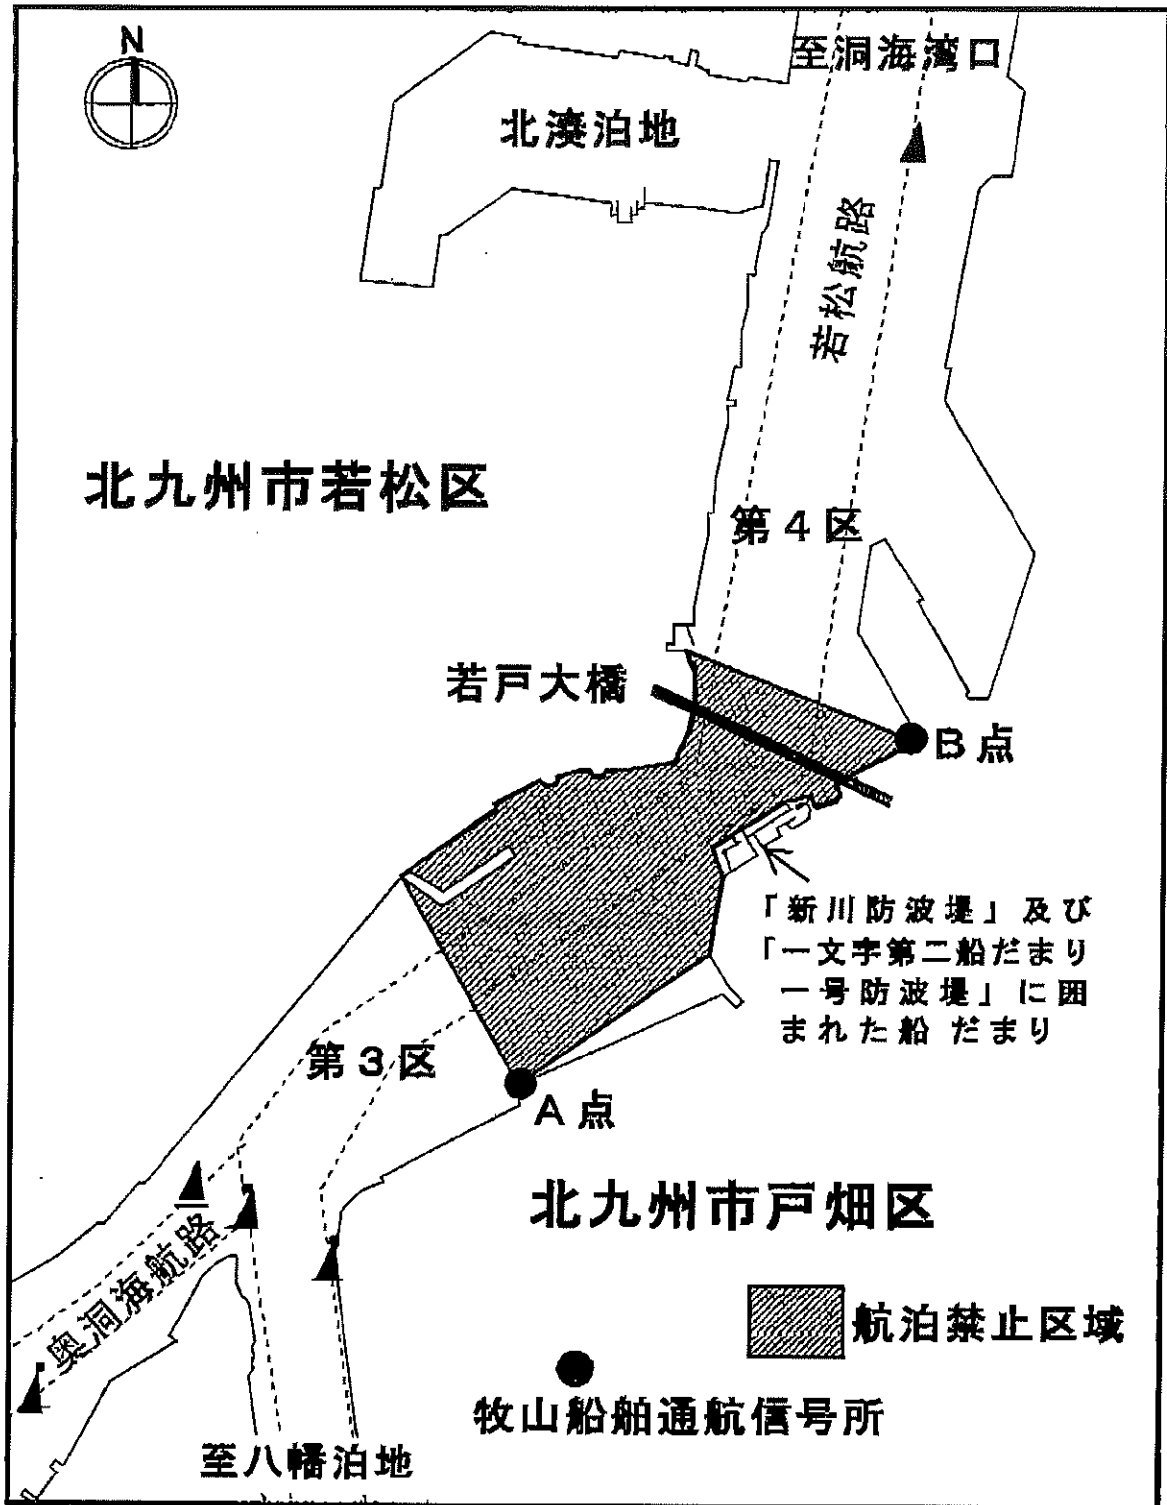 N
至洞海湾口
北湊泊地
若松航路
北九州市若松区
第4区
若戸大橋
B点
「新川防波堤」及び
「一文字第二船だまり
一号防波堤」に囲
まれた船だまり
第3区
A点
北九州市戸畑区
奥洞海航路
航泊禁止区域
牧山船舶通航信号所
至八幡泊地